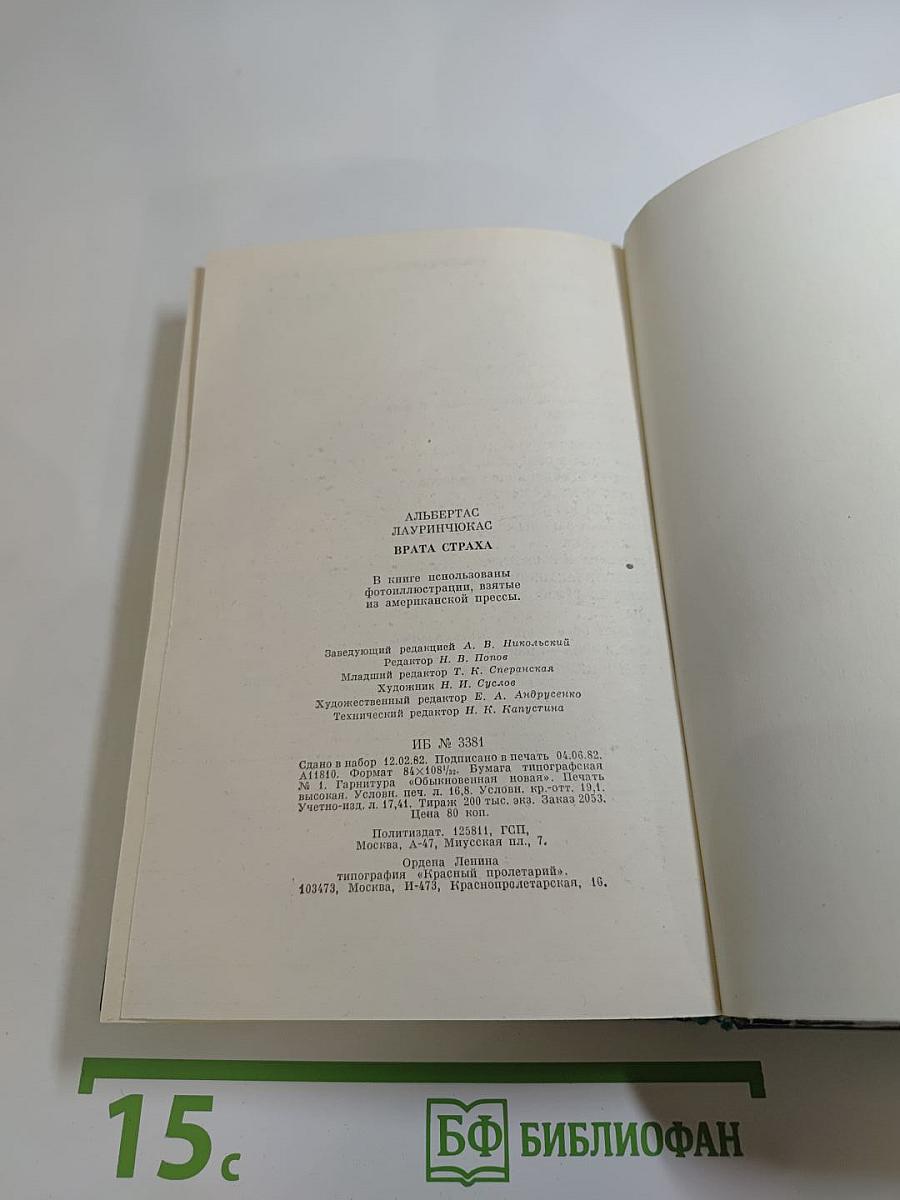 АЛЬБЕРТАС
ЛАУРИНЧЮКАС
ВРАТА СТРАХА
В книге использованы
фотоиллюстрации, взятые
из американской прессы.
Заведующий редакцией А. В. Никольский
Редактор Н. В. Попов
Младший редактор Т. К. Сперанская
Художник Н. И. Суслов
Художественный редактор Е. А. Андрусенко
Технический редактор Н. К. Капустина
ИБ № 3381
Сдано в набор 12.02.82. Подписано в печать 04.06.82.
А11810. Формат 84×108¹/₃₂. Бумага типографская
№ 1. Гарнитура «Обыкновенная новая». Печать
высокая. Условн. печ. л. 16,8. Условн. кр.-отт. 19,1.
Учетно-изд. л. 17,41. Тираж 200 тыс. экз. Заказ 2053.
Цена 80 коп.
Политиздат. 125811, ГСП,
Москва, А-47, Миусская пл., 7.
Ордена Ленина
типография «Красный пролетарий».
103473, Москва, И-473, Краснопролетарская, 16.
15 с
БФ БИБЛИОФАН